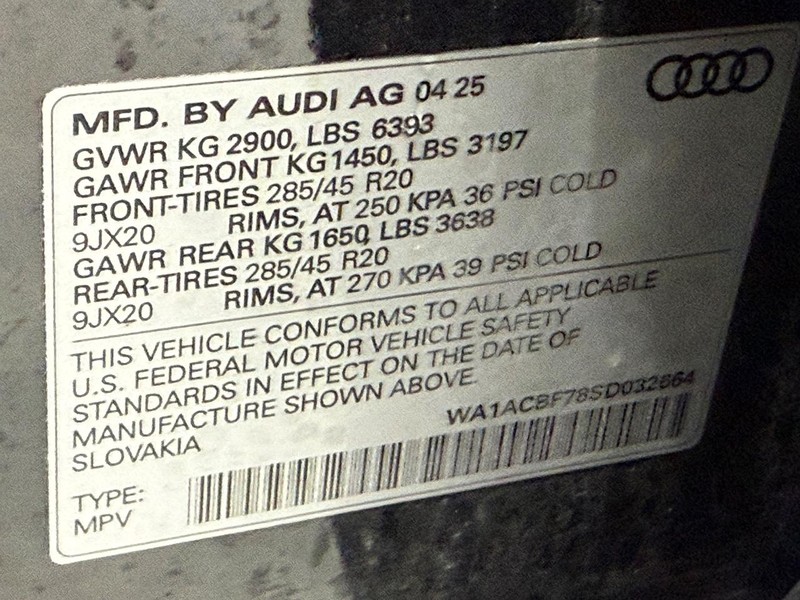 MFD. BY AUDI AG 04 25
GVWR KG 2900, LBS 6393
GAWR FRONT KG 1450, LBS 3197
FRONT-TIRES 285/45 R20
9JX20 RIMS, AT 250 KPA 36 PSI COLD
GAWR REAR KG 1650, LBS 3638
REAR-TIRES 285/45 R20
9JX20 RIMS, AT 270 KPA 39 PSI COLD
THIS VEHICLE CONFORMS TO ALL APPLICABLE
U.S. FEDERAL MOTOR VEHICLE SAFETY
STANDARDS IN EFFECT ON THE DATE OF
MANUFACTURE SHOWN ABOVE.
SLOVAKIA
WA1ACBF78SD032664
TYPE:
MPV